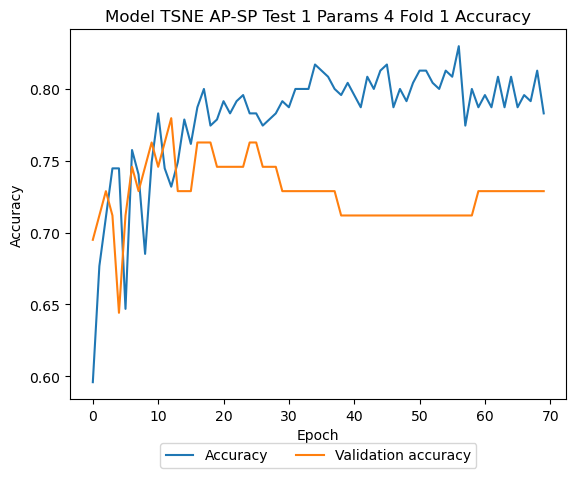 Model TSNE AP-SP Test 1 Params 4 Fold 1 Accuracy
0.80
0.75
0.70
0.65
0.60
Accuracy
0 10 20 30 40 50 60 70
Epoch
Accuracy Validation accuracy